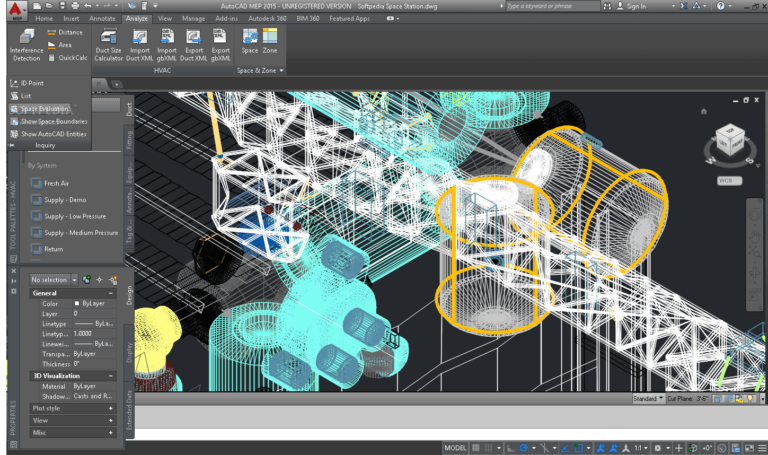 AutoCAD MEP 2015 - UNREGISTERED VERSION Softpedia Space Station.dwg
Type a keyword or phrase
Sign In
MEP
Home Insert Annotate Analyze View Manage Add-ins Autodesk 360 BIM 360 Featured Apps
Interference Detection
Distance
Area
QuickCalc
Duct Size Calculator
Import Duct XML
Import gbXML
Export Duct XML
Export gbXML
Space
Zone
HVAC
Space & Zone
ID Point
List
Space Evaluation
Show Space Boundaries
Show AutoCAD Entities
Inquiry
By System
Fresh Air
Supply - Demo
Supply - Low Pressure
Supply - Medium Pressure
Return
TOOL PALETTES - HVAC
Duct
Fitting
Equip...
Annota...
Tag &
TOP
WCS
No selection
General
Color ByLayer
Layer 0
Linetype ByLa...
Linetyp... 1.0000
Linewei... ByLa...
Transpa... ByLayer
Thickness 0"
3D Visualization
Material ByLayer
Shadow... Casts and R...
Plot style
View
Misc
PROPERTIES
Design
Display
Extended Data
Standard Cut Plane: 3'6"
MODEL
1:1
+0"